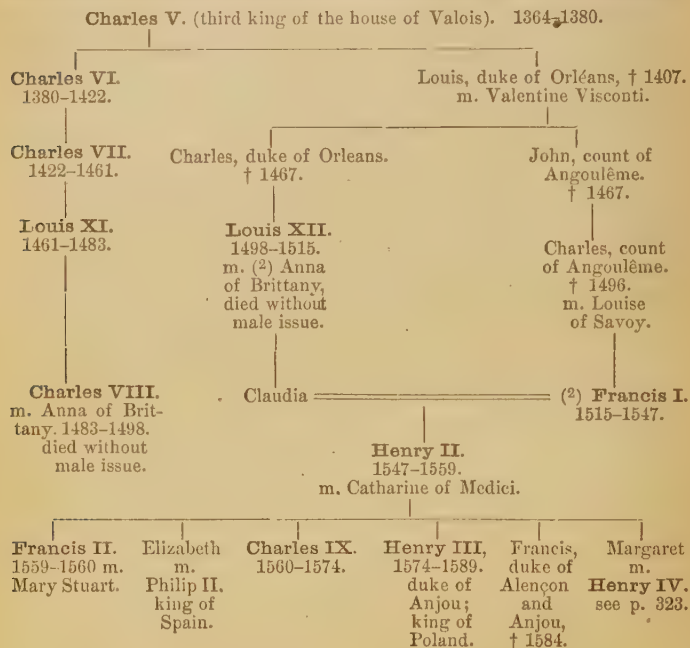 Charles V. (third king of the house of Valois). 1364-1380.
Charles VI.
1380-1422.
Louis, duke of Orléans, † 1407.
m. Valentine Visconti.
Charles VII.
1422-1461.
Charles, duke of Orleans.
† 1467.
John, count of
Angoulême.
† 1467.
Louis XI.
1461-1483.
Louis XII.
1498-1515.
m. (2) Anna
of Brittany,
died without
male issue.
Charles, count
of Angoulême.
† 1496.
m. Louise
of Savoy.
Charles VIII.
m. Anna of Brit-
tany. 1483-1498.
died without
male issue.
Claudia
(2) Francis I.
1515-1547.
Henry II.
1547-1559.
m. Catharine of Medici.
Francis II.
1559-1560 m.
Mary Stuart.
Elizabeth
m.
Philip II.
king of
Spain.
Charles IX.
1560-1574.
Henry III,
1574-1589.
duke of
Anjou;
king of
Poland.
Francis,
duke of
Alençon
and
Anjou,
† 1584.
Margaret
m.
Henry IV.
see p. 323.